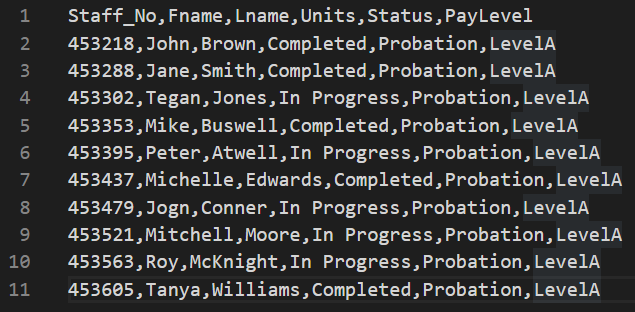 1 Staff_No,Fname,Lname,Units,Status,PayLevel
2 453218,John,Brown,Completed,Probation,LevelA
3 453288,Jane,Smith,Completed,Probation,LevelA
4 453302,Tegan,Jones,In Progress,Probation,LevelA
5 453353,Mike,Buswell,Completed,Probation,LevelA
6 453395,Peter,Atwell,In Progress,Probation,LevelA
7 453437,Michelle,Edwards,Completed,Probation,LevelA
8 453479,Jogn,Conner,In Progress,Probation,LevelA
9 453521,Mitchell,Moore,In Progress,Probation,LevelA
10 453563,Roy,McKnight,In Progress,Probation,LevelA
11 453605,Tanya,Williams,Completed,Probation,LevelA